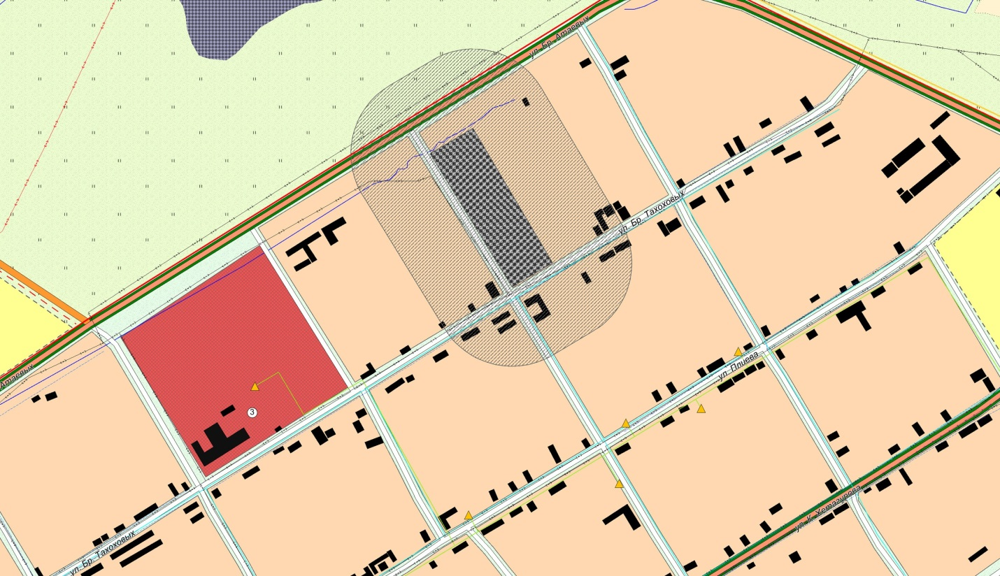 ул. Бр. Атаевых
ул. Бр. Тахоховых
ул. Плиева
Атаевых
3
ул. К. Хетагурова
ул. Бр. Тахоховых